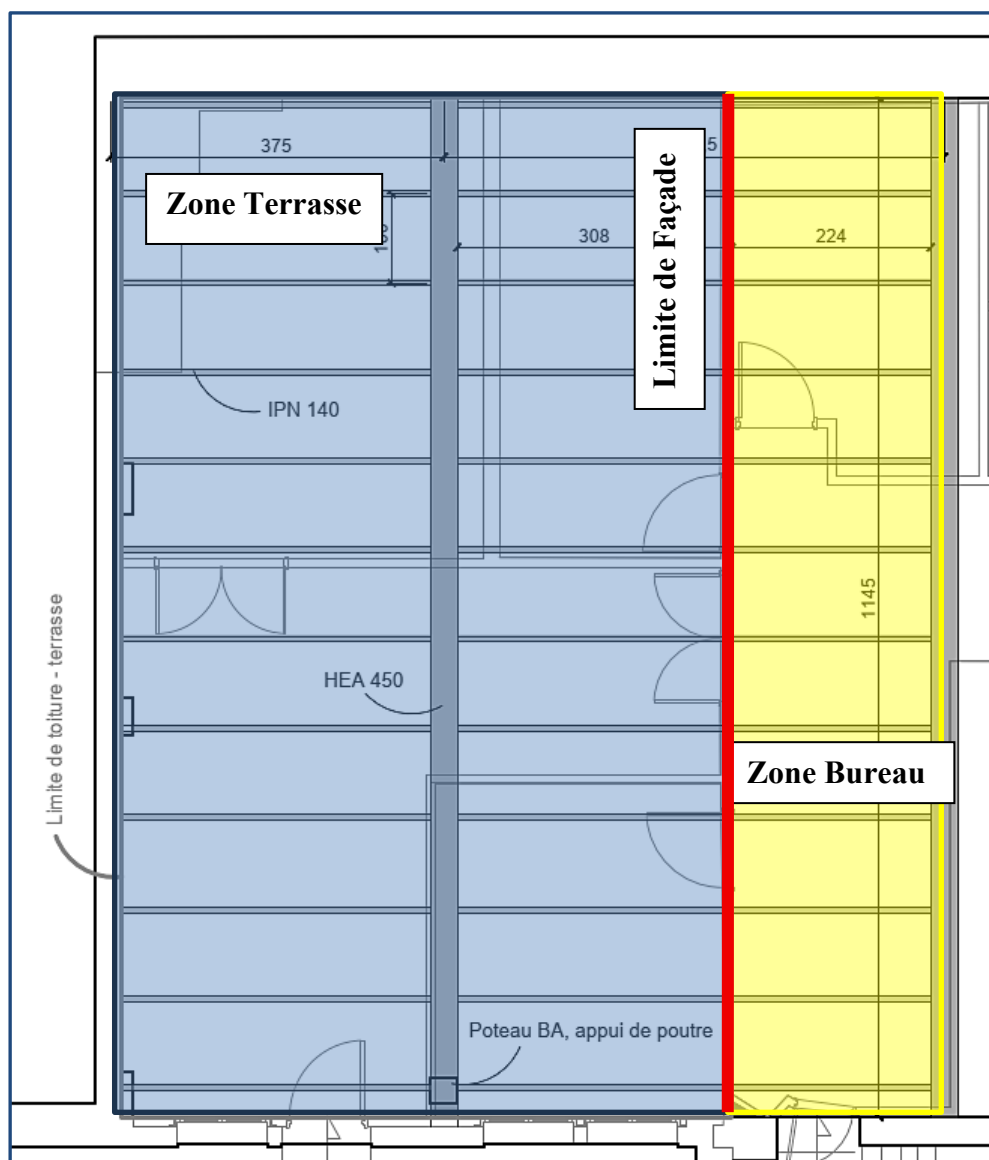 375
5
Zone Terrasse
Limite de Façade
308
224
IPN 140
1145
Limite de toiture - terrasse
HEA 450
Zone Bureau
Poteau BA, appui de poutre